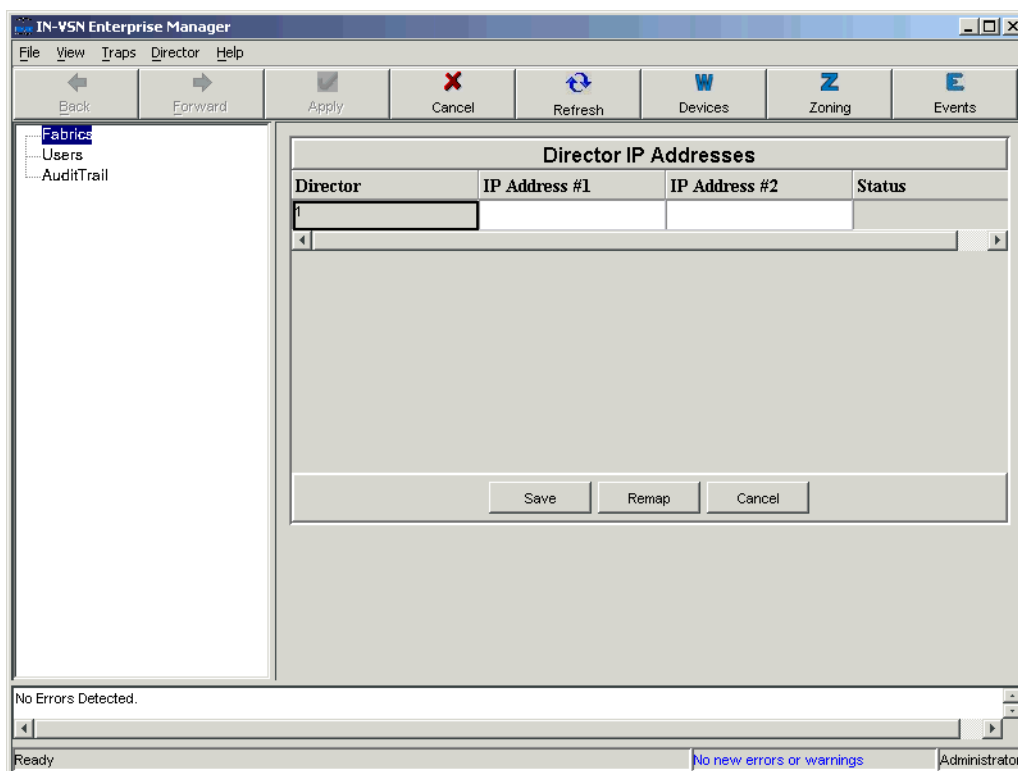 IN-VSN Enterprise Manager
File View Traps Director Help
Back Forward Apply Cancel Refresh Devices Zoning Events
W Z E
Fabrics
Users
AuditTrail
Director IP Addresses
Director IP Address #1 IP Address #2 Status
1
Save Remap Cancel
No Errors Detected.
Ready No new errors or warnings Administrator